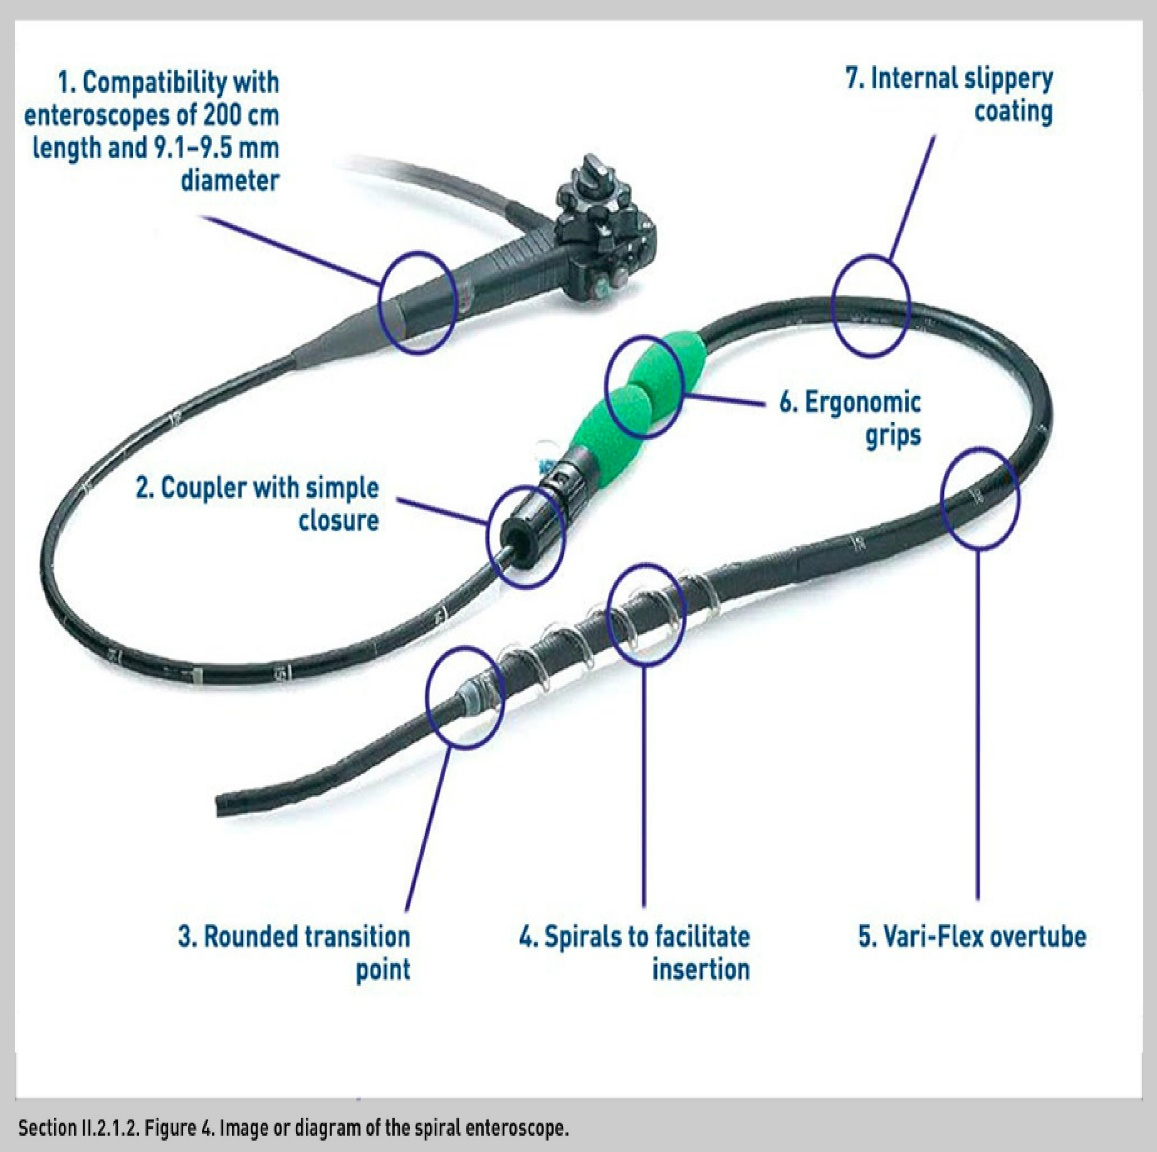 1. Compatibility with
enteroscopes of 200 cm
length and 9.1–9.5 mm
diameter
7. Internal slippery
coating
6. Ergonomic
grips
2. Coupler with simple
closure
3. Rounded transition
point
4. Spirals to facilitate
insertion
5. Vari-Flex overtube
Section II.2.1.2. Figure 4. Image or diagram of the spiral enteroscope.